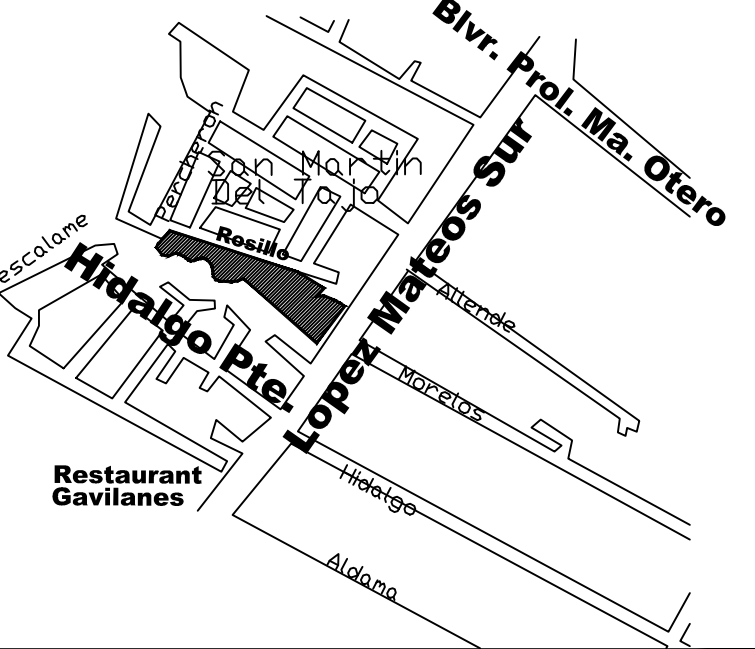 Blvr. Prol. Ma. Otero
Percheron
San Martin
Del Tajo
Rosillo
escalame
Hidalgo Pte.
Lopez Mateos Sur
Allende
Morelos
Restaurant
Gavilanes
Hidalgo
Aldama